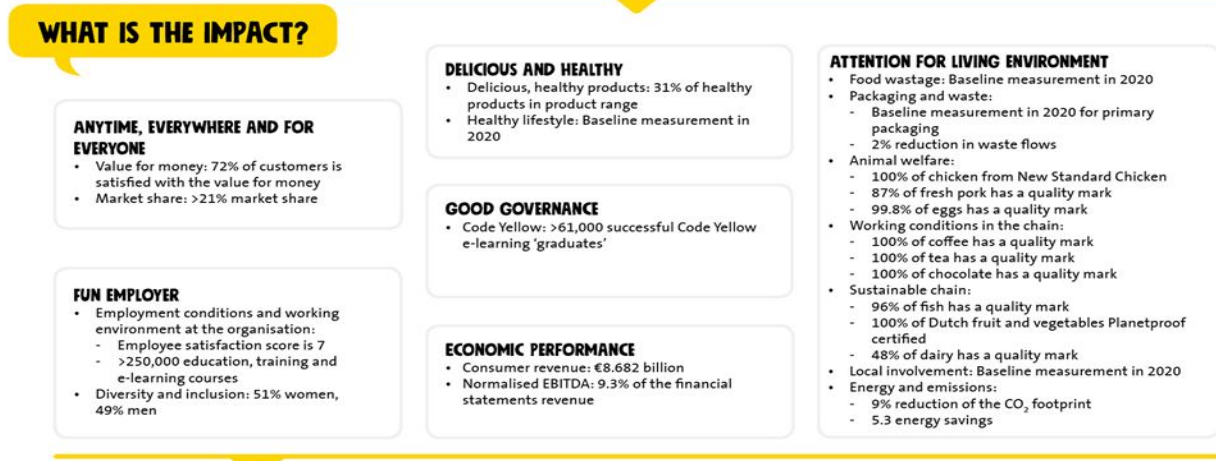 WHAT IS THE IMPACT?
ANYTIME, EVERYWHERE AND FOR
EVERYONE
• Value for money: 72% of customers is
satisfied with the value for money
• Market share: >21% market share
FUN EMPLOYER
• Employment conditions and working
environment at the organisation:
- Employee satisfaction score is 7
- >250,000 education, training and
e-learning courses
• Diversity and inclusion: 51% women,
49% men
DELICIOUS AND HEALTHY
• Delicious, healthy products: 31% of healthy
products in product range
• Healthy lifestyle: Baseline measurement in
2020
GOOD GOVERNANCE
• Code Yellow: >61,000 successful Code Yellow
e-learning ‘graduates’
ECONOMIC PERFORMANCE
• Consumer revenue: €8.682 billion
• Normalised EBITDA: 9.3% of the financial
statements revenue
ATTENTION FOR LIVING ENVIRONMENT
• Food wastage: Baseline measurement in 2020
• Packaging and waste:
- Baseline measurement in 2020 for primary
packaging
- 2% reduction in waste flows
• Animal welfare:
- 100% of chicken from New Standard Chicken
- 87% of fresh pork has a quality mark
- 99.8% of eggs has a quality mark
• Working conditions in the chain:
- 100% of coffee has a quality mark
- 100% of tea has a quality mark
- 100% of chocolate has a quality mark
• Sustainable chain:
- 96% of fish has a quality mark
- 100% of Dutch fruit and vegetables Planetproof
certified
- 48% of dairy has a quality mark
• Local involvement: Baseline measurement in 2020
• Energy and emissions:
- 9% reduction of the CO₂ footprint
- 5.3 energy savings